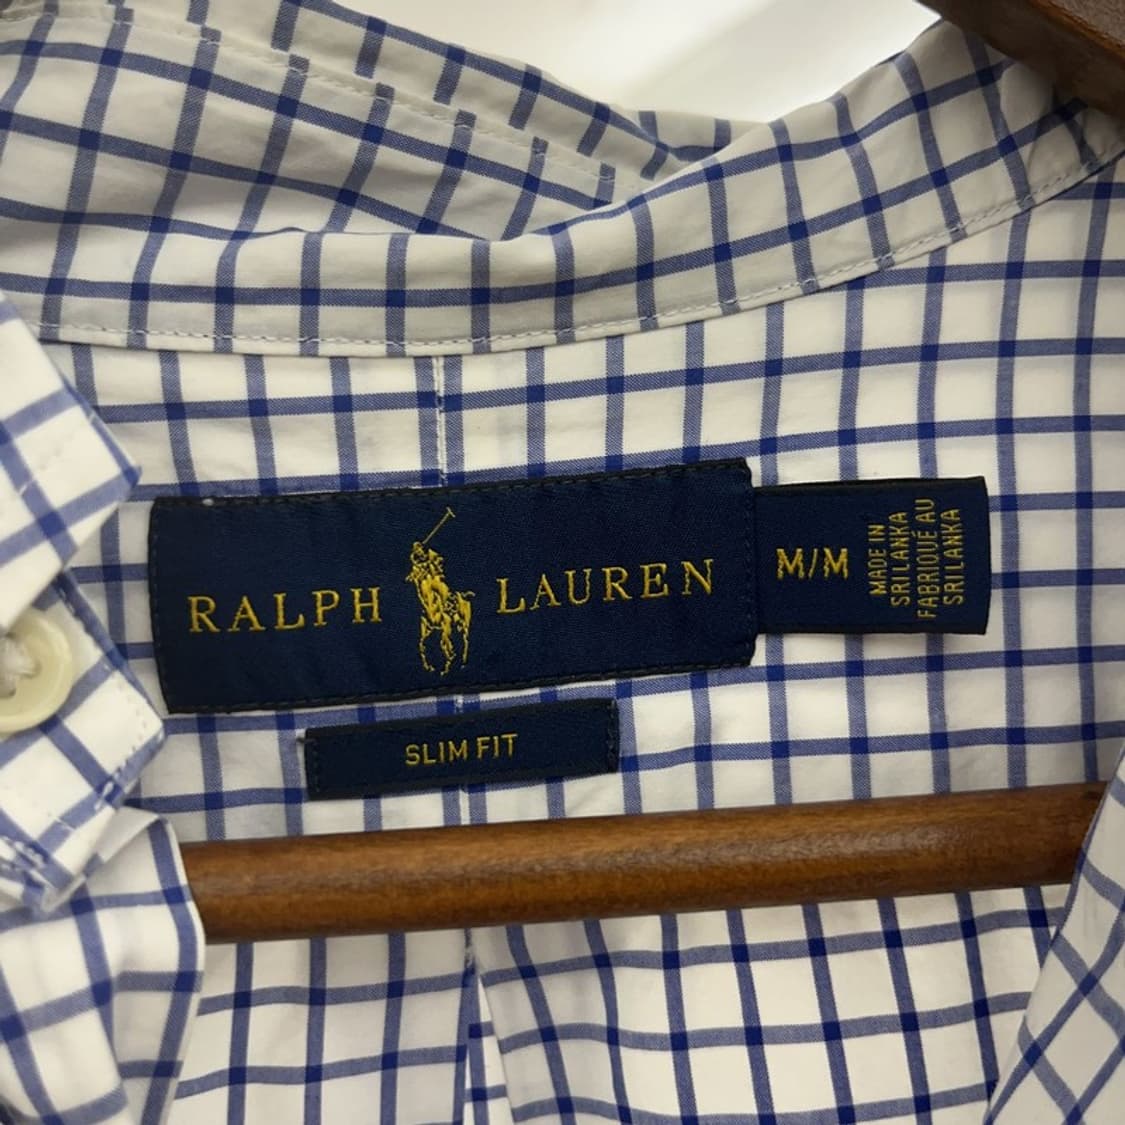 RALPH LAUREN
M/M
MADE IN
SRI LANKA
FABRIQUÉ AU
SRI LANKA
SLIM FIT